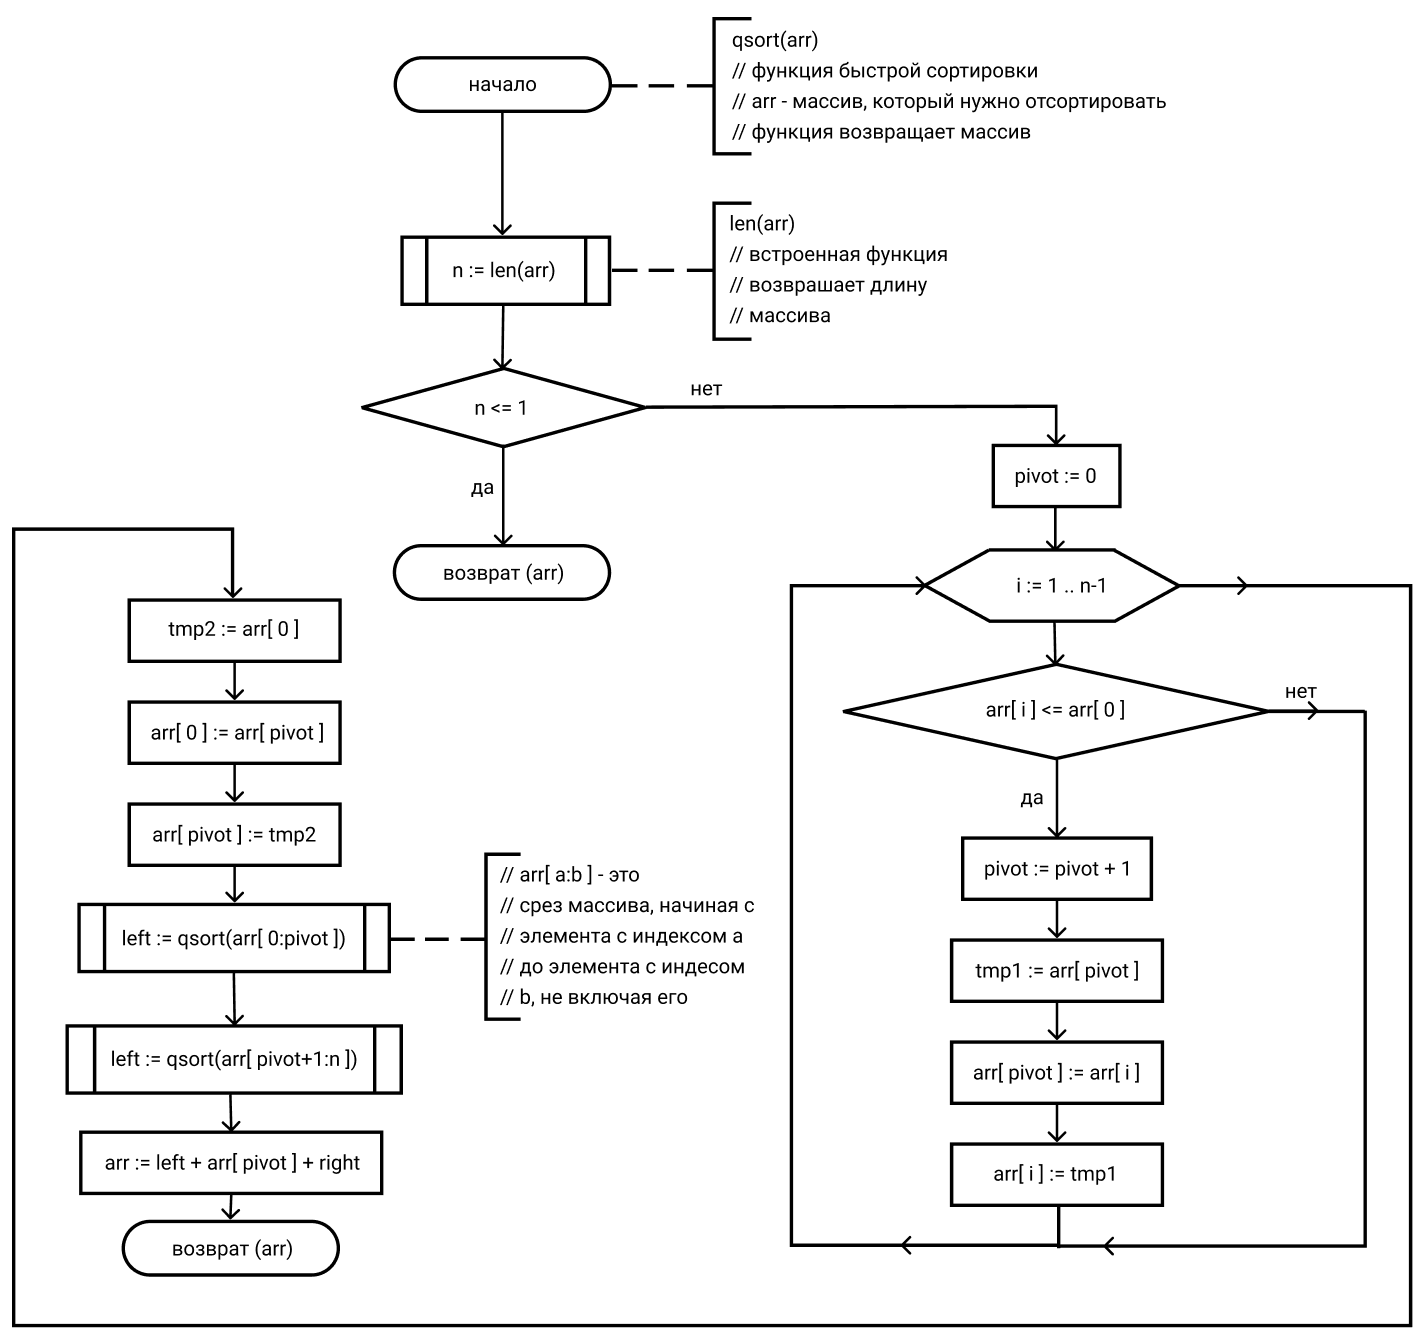 qsort(arr)
// функция быстрой сортировки
// arr - массив, который нужно отсортировать
// функция возвращает массив
начало
len(arr)
// встроенная функция
// возврашает длину
// массива
n := len(arr)
n <= 1
нет
да
возврат (arr)
pivot := 0
i := 1 .. n-1
arr[ i ] <= arr[ 0 ]
нет
да
pivot := pivot + 1
tmp1 := arr[ pivot ]
arr[ pivot ] := arr[ i ]
arr[ i ] := tmp1
tmp2 := arr[ 0 ]
arr[ 0 ] := arr[ pivot ]
arr[ pivot ] := tmp2
left := qsort(arr[ 0:pivot ])
// arr[ a:b ] - это
// срез массива, начиная с
// элемента с индексом a
// до элемента с индесом
// b, не включая его
left := qsort(arr[ pivot+1:n ])
arr := left + arr[ pivot ] + right
возврат (arr)